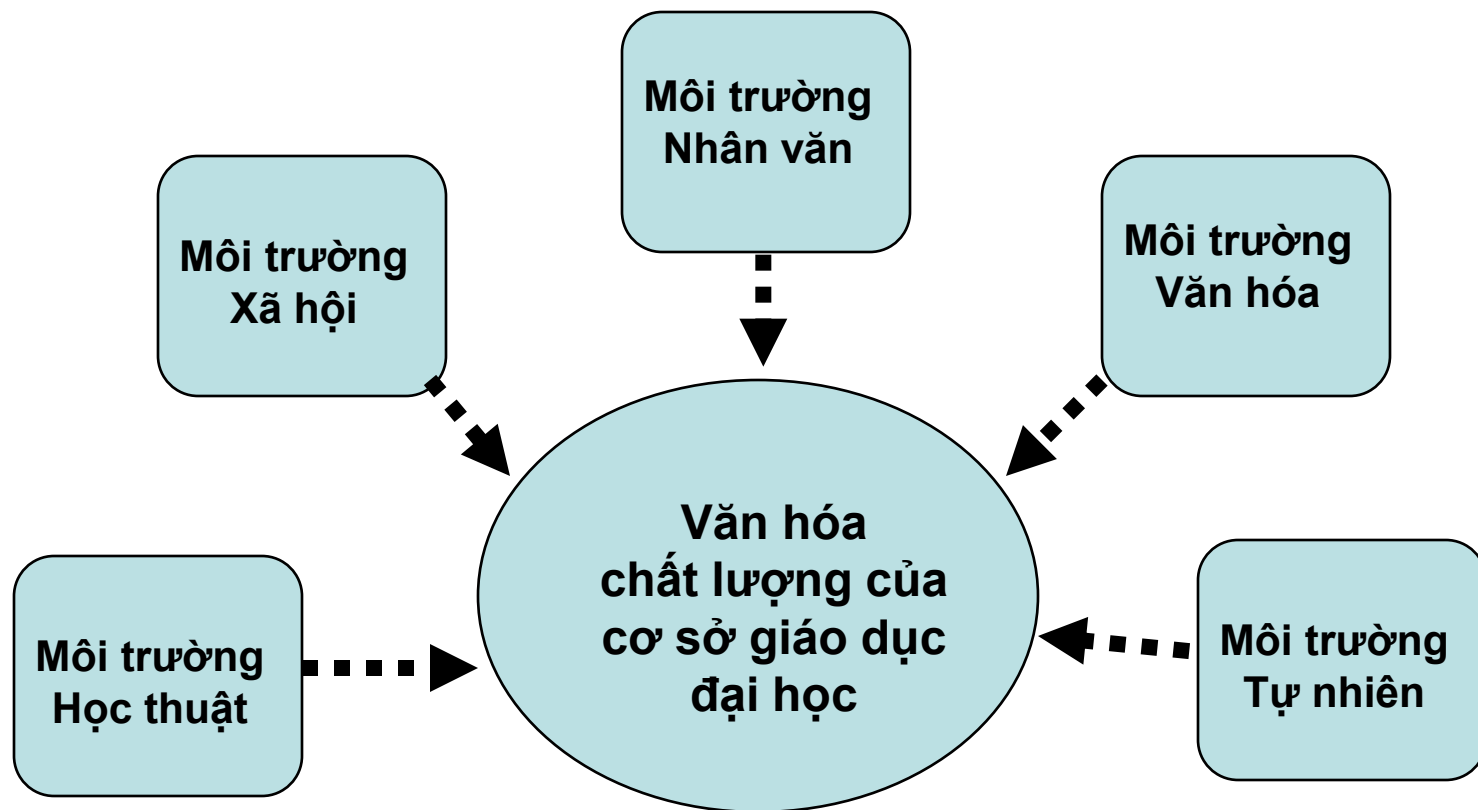 Môi trường
Nhân văn
Môi trường
Xã hội
Môi trường
Văn hóa
Văn hóa
chất lượng của
cơ sở giáo dục
đại học
Môi trường
Học thuật
Môi trường
Tự nhiên